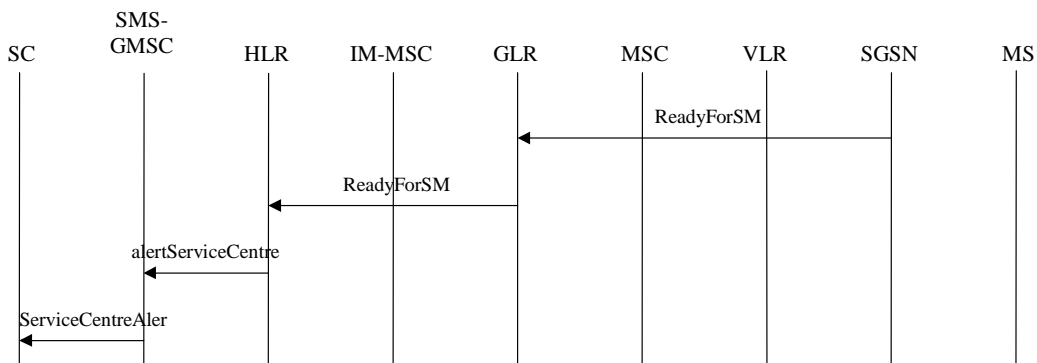 SC
SMS-
GMSC
HLR
IM-MSC
GLR
MSC
VLR
SGSN
MS
ReadyForSM
ReadyForSM
alertServiceCentre
ServiceCentreAler